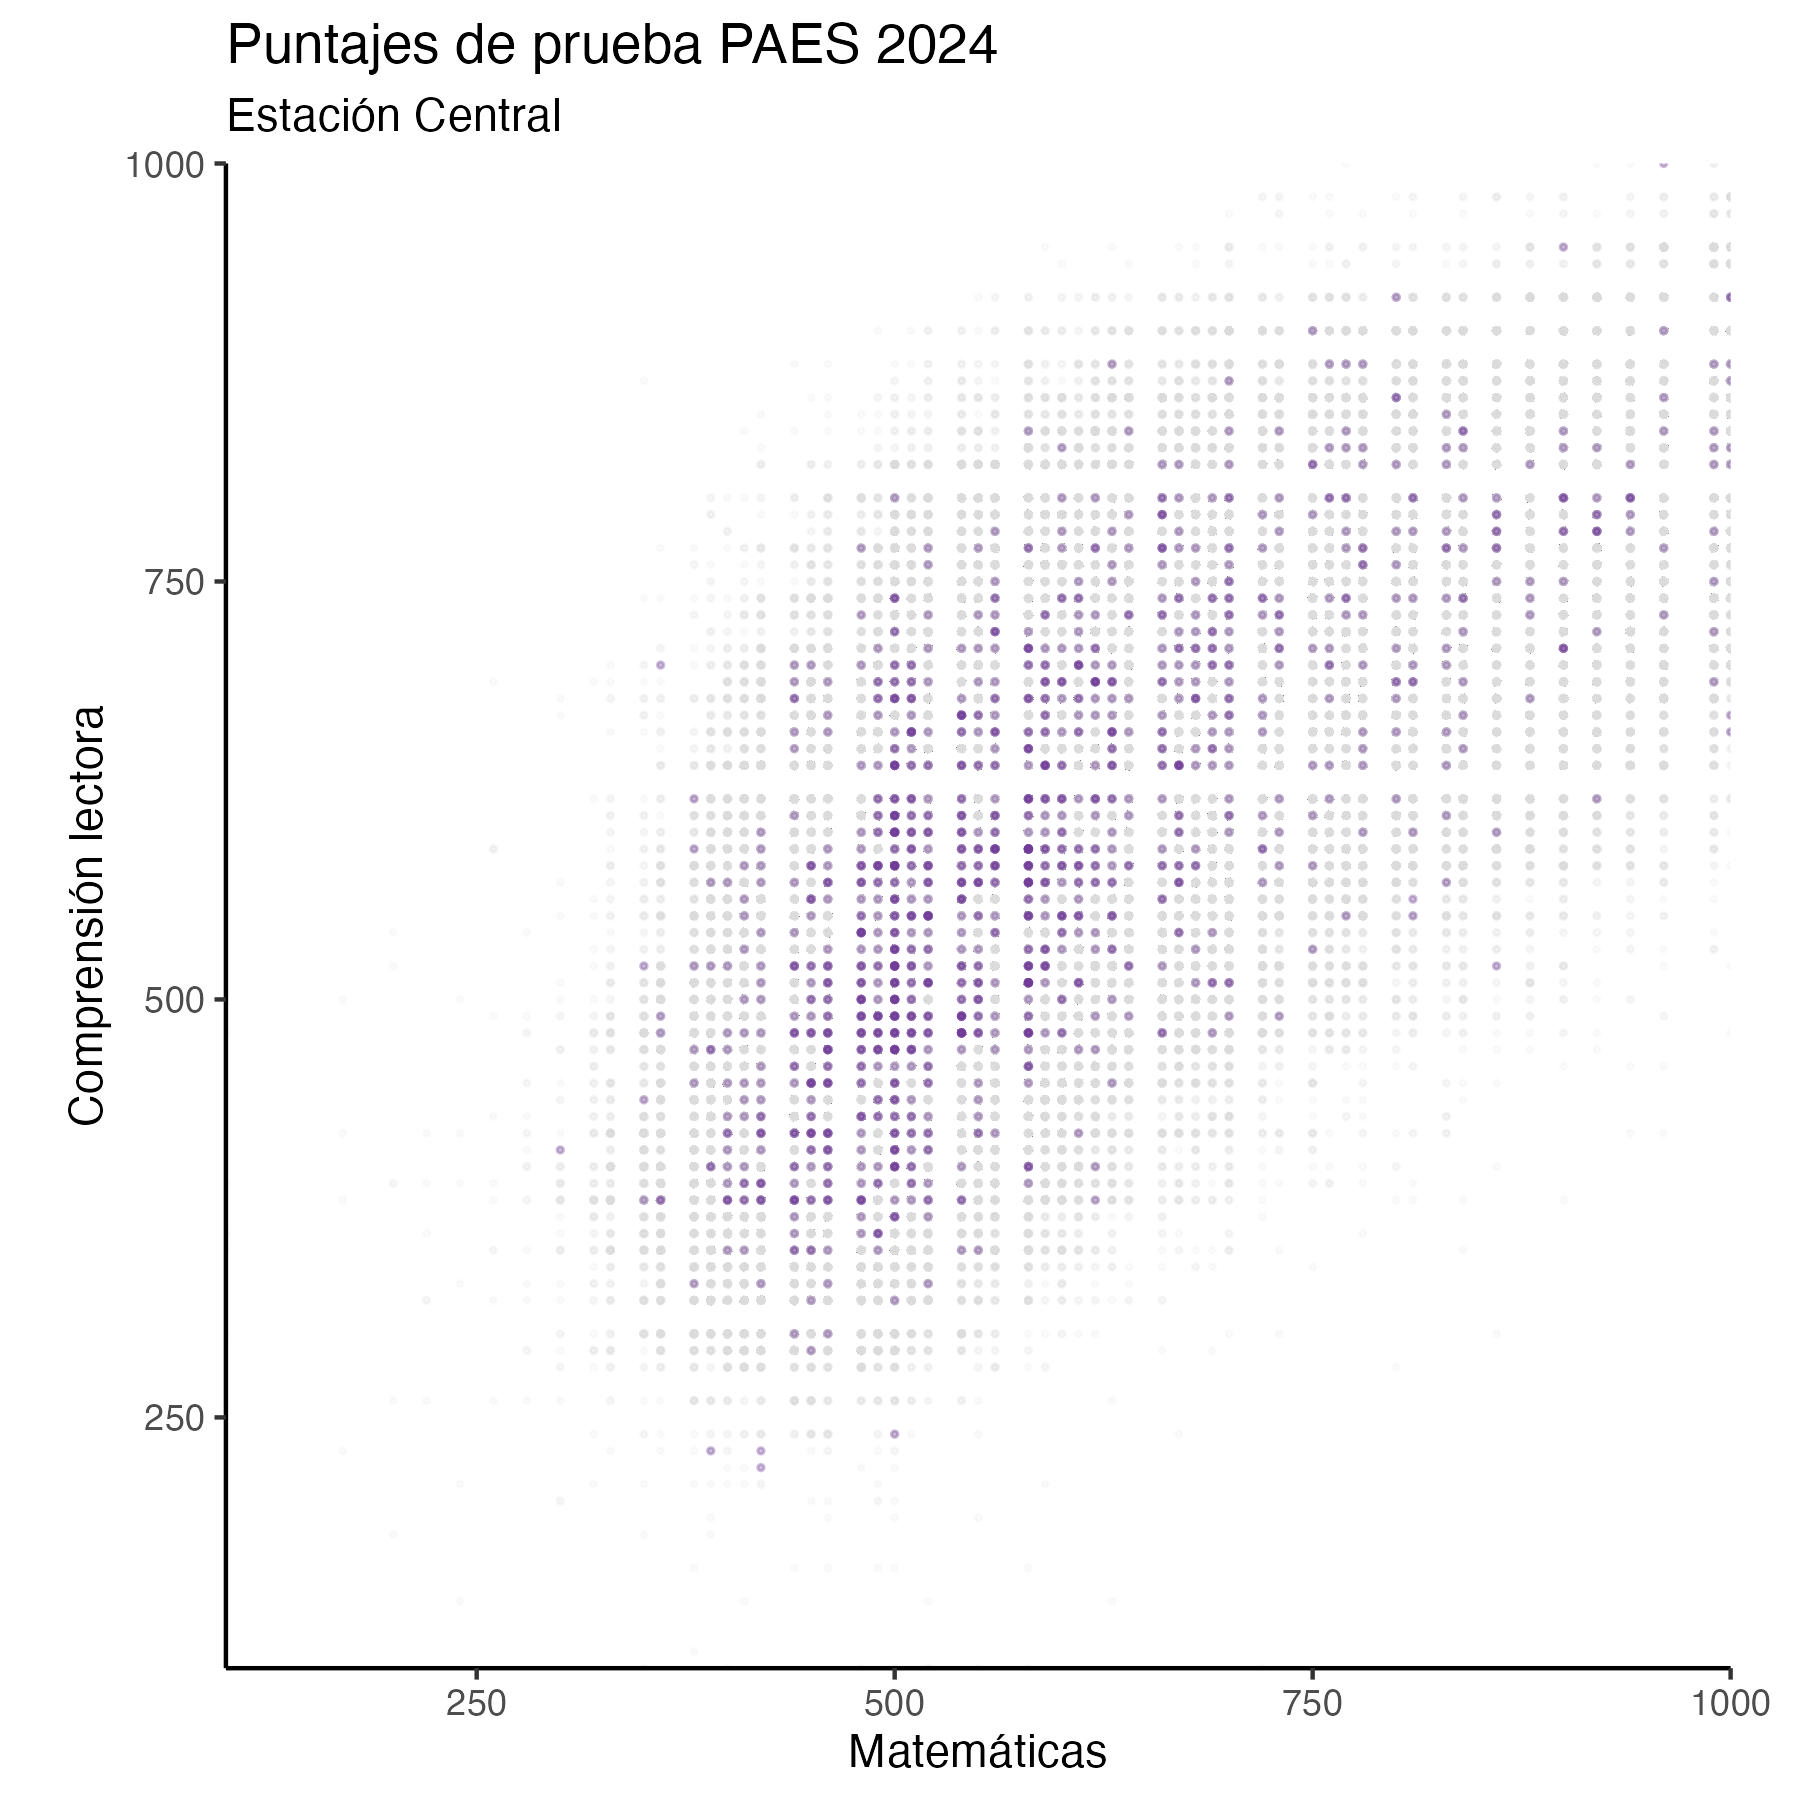 Puntajes de prueba PAES 2024
Estación Central
1000
750
500
250
Comprensión lectora
250
500
750
1000
Matemáticas